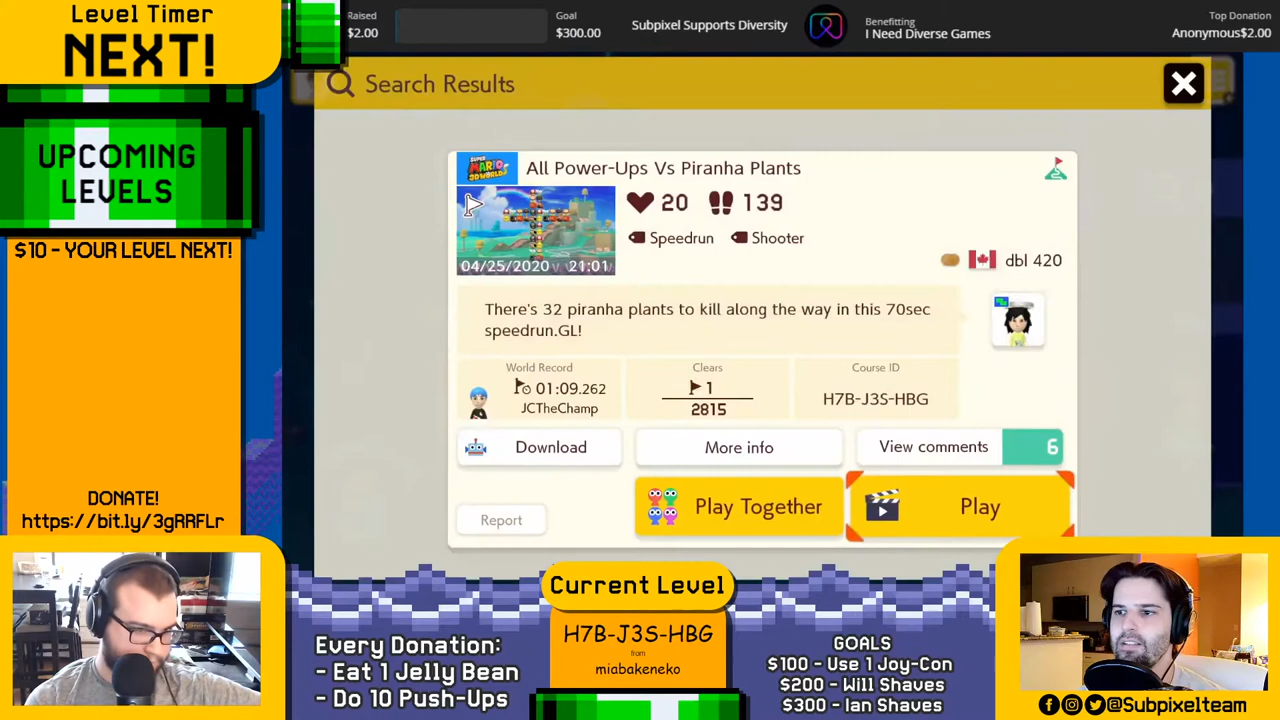 Level Timer
NEXT!
Raised
$2.00
Goal
$300.00
Subpixel Supports Diversity
Benefitting
I Need Diverse Games
Top Donation
Anonymous$2.00
Search Results
UPCOMING
LEVELS
$10 - YOUR LEVEL NEXT!
DONATE!
https://bit.ly/3gRRFLr
SUPER MARIO 3D WORLD
All Power-Ups Vs Piranha Plants
20
139
Speedrun
Shooter
04/25/2020 21:01
dbl 420
There's 32 piranha plants to kill along the way in this 70sec
speedrun.GL!
World Record
01:09.262
JCTheChamp
Clears
1
2815
Course ID
H7B-J3S-HBG
Download
More info
View comments
6
Report
Play Together
Play
Current Level
H7B-J3S-HBG
from
miabakeneko
Every Donation:
- Eat 1 Jelly Bean
- Do 10 Push-Ups
GOALS
$100 - Use 1 Joy-Con
$200 - Will Shaves
$300 - Ian Shaves
@Subpixelteam